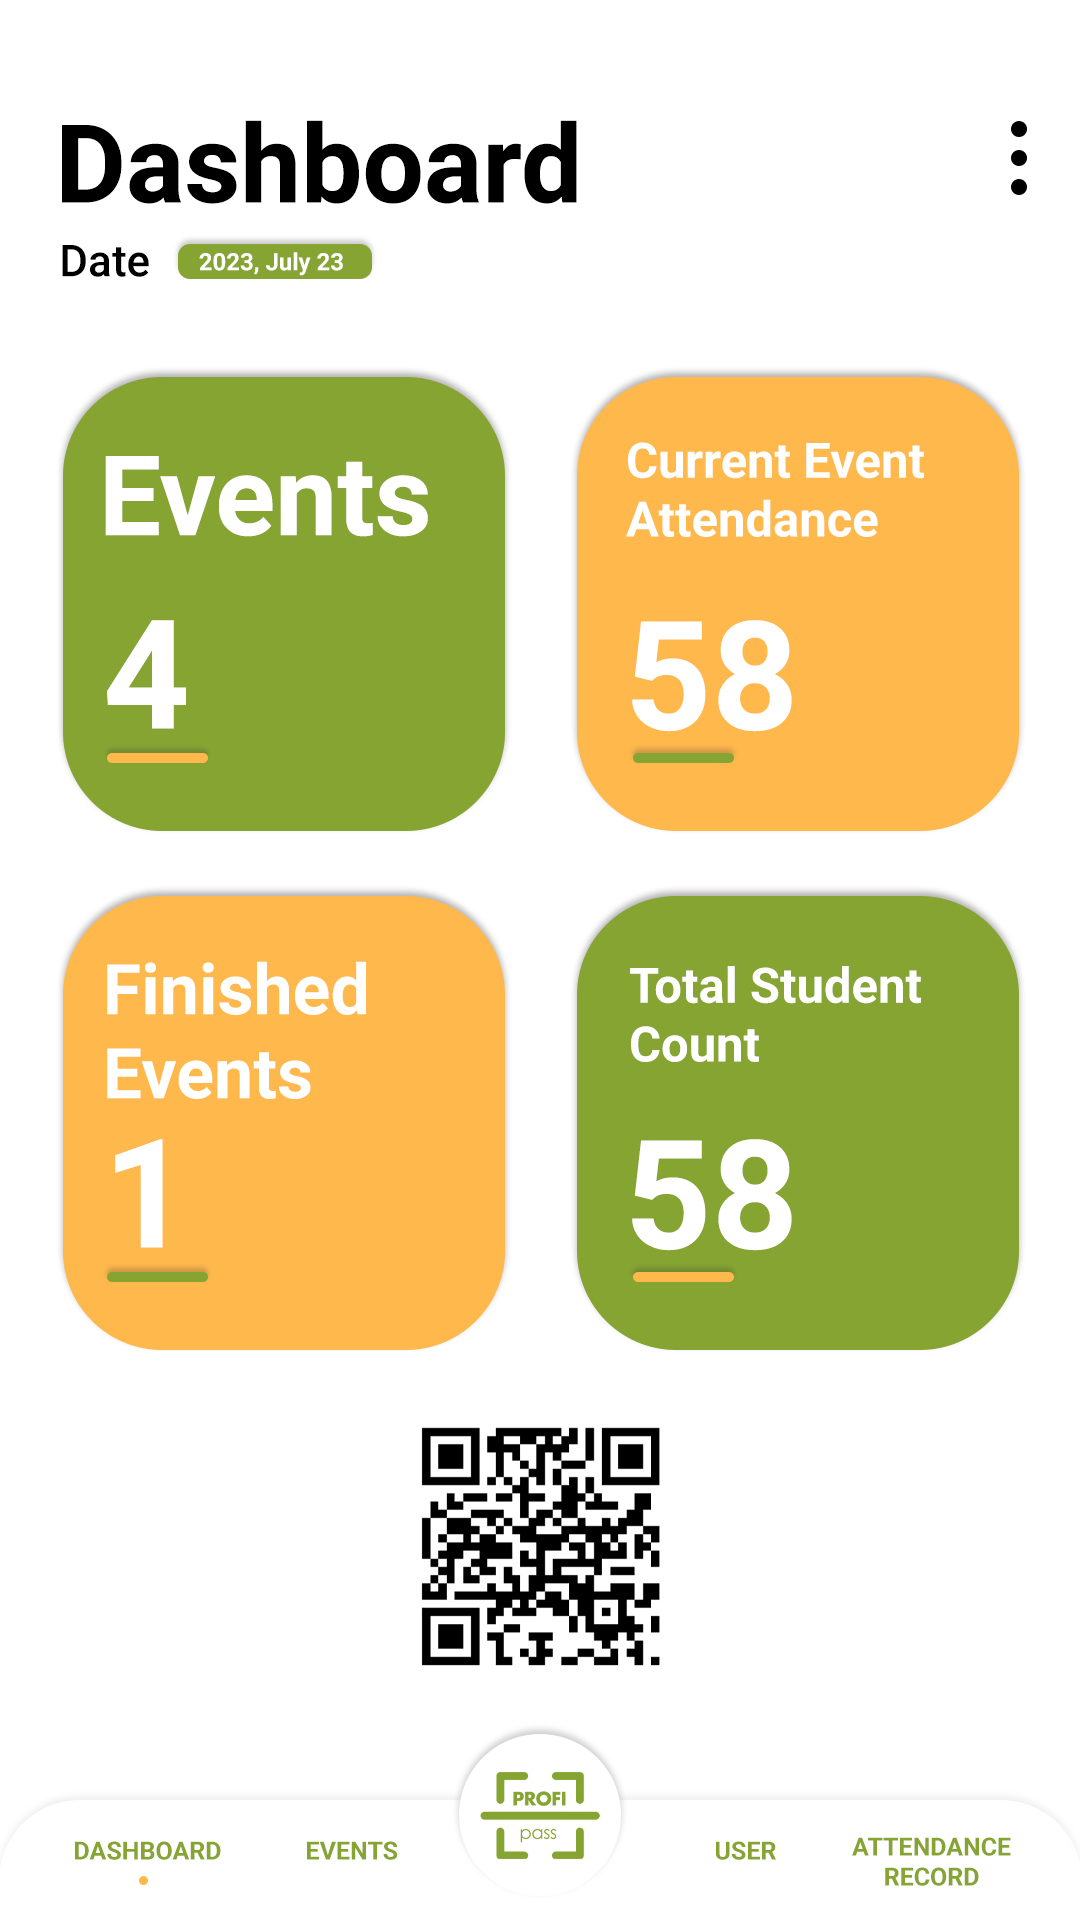 Dashboard
Date
2023, July 23
Events
4
Current Event
Attendance
58
Finished
Events
1
Total Student
Count
58
PROFI
pass
DASHBOARD
EVENTS
USER
ATTENDANCE
RECORD